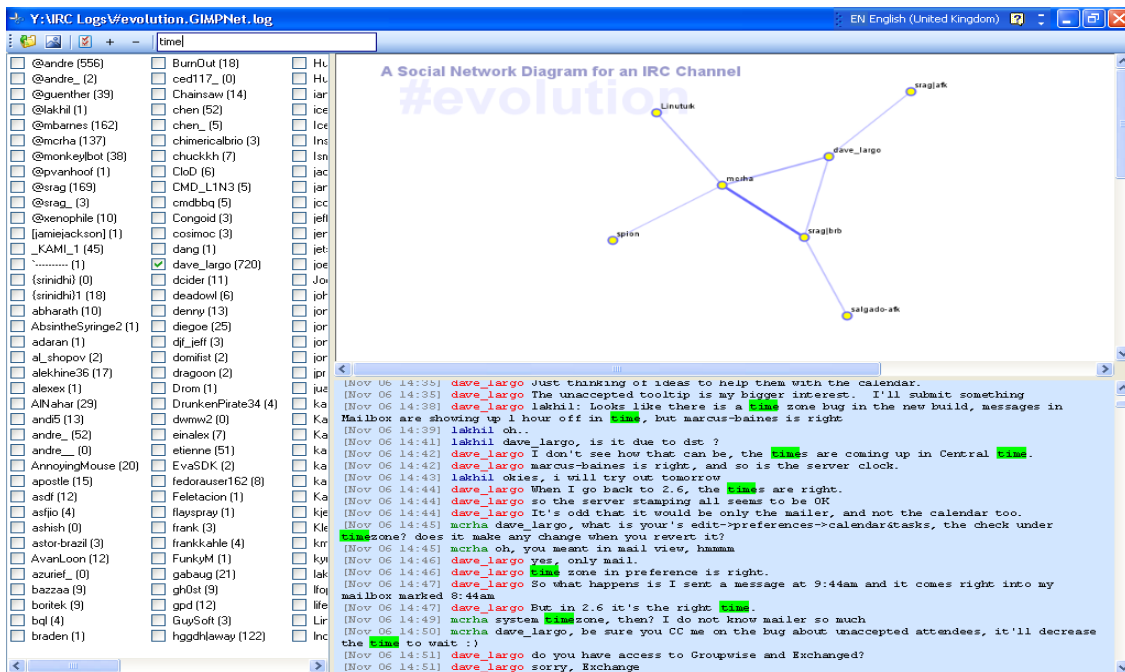 Y:\IRC Logs\#evolution.GIMPNet.log
EN English (United Kingdom)
time
@andre (556)
@andre_ (2)
@guenther (39)
@lakhil (1)
@mbarnes (162)
@mcrha (137)
@monkey|bot (38)
@pvanhoof (1)
@srag (169)
@srag_ (3)
@xenophile (10)
[jamiejackson] (1)
_KAMI_1 (45)
`---------- (1)
{srinidhi} (0)
{srinidhi}1 (18)
abharath (10)
AbsintheSyringe2 (1)
adaran (1)
al_shopov (2)
alekhine36 (17)
alexex (1)
AlNahar (29)
andi5 (13)
andre_ (52)
andre__ (0)
AnnoyingMouse (20)
apostle (15)
asdf (12)
asfjio (4)
ashish (0)
astor-brazil (3)
AvanLoon (12)
azurief_ (0)
bazzaa (9)
boritek (9)
bql (4)
braden (1)
BurnOut (18)
ced117_ (0)
Chainsaw (14)
chen (52)
chen_ (5)
chimericalbrio (3)
chuckkh (7)
CloD (6)
CMD_L1N3 (5)
cmdbbq (5)
Congoid (3)
cosimoc (3)
dang (1)
dave_largo (720)
dcider (11)
deadowl (6)
denny (13)
diegoe (25)
djf_jeff (3)
domifist (2)
dragoon (2)
Drom (1)
DrunkenPirate34 (4)
dwmw2 (0)
einalex (7)
etienne (51)
EvaSDK (2)
fedorauser162 (8)
Feletacion (1)
flayspray (1)
frank (3)
frankkahle (4)
FunkyM (1)
gabaug (21)
gh0st (9)
gpd (12)
GuySoft (3)
hggdh|away (122)
A Social Network Diagram for an IRC Channel
#evolution
Linuturk
srag|afk
dave_largo
mcrha
spion
srag|brb
salgado-afk
[Nov 06 14:35] dave_largo Just thinking of ideas to help them with the calendar.
[Nov 06 14:35] dave_largo The unaccepted tooltip is my bigger interest. I'll submit something
[Nov 06 14:38] dave_largo lakhil: Looks like there is a time zone bug in the new build, messages in
Mailbox are showing up 1 hour off in time, but marcus-baines is right
[Nov 06 14:39] lakhil oh..
[Nov 06 14:41] lakhil dave_largo, is it due to dst ?
[Nov 06 14:42] dave_largo I don't see how that can be, the times are coming up in Central time.
[Nov 06 14:42] dave_largo marcus-baines is right, and so is the server clock.
[Nov 06 14:43] lakhil okies, i will try out tomorrow
[Nov 06 14:44] dave_largo When I go back to 2.6, the times are right.
[Nov 06 14:44] dave_largo so the server stamping all seems to be OK
[Nov 06 14:44] dave_largo It's odd that it would be only the mailer, and not the calendar too.
[Nov 06 14:45] mcrha dave_largo, what is your's edit->preferences->calendar&tasks, the check under
timezone? does it make any change when you revert it?
[Nov 06 14:45] mcrha oh, you meant in mail view, hmmmm
[Nov 06 14:46] dave_largo yes, only mail.
[Nov 06 14:46] dave_largo time zone in preference is right.
[Nov 06 14:47] dave_largo So what happens is I sent a message at 9:44am and it comes right into my
mailbox marked 8:44am
[Nov 06 14:47] dave_largo But in 2.6 it's the right time.
[Nov 06 14:49] mcrha system timezone, then? I do not know mailer so much
[Nov 06 14:50] mcrha dave_largo, be sure you CC me on the bug about unaccepted attendees, it'll decrease
the time to wait :)
[Nov 06 14:51] dave_largo do you have access to Groupwise and Exchanged?
[Nov 06 14:51] dave_largo sorry, Exchange